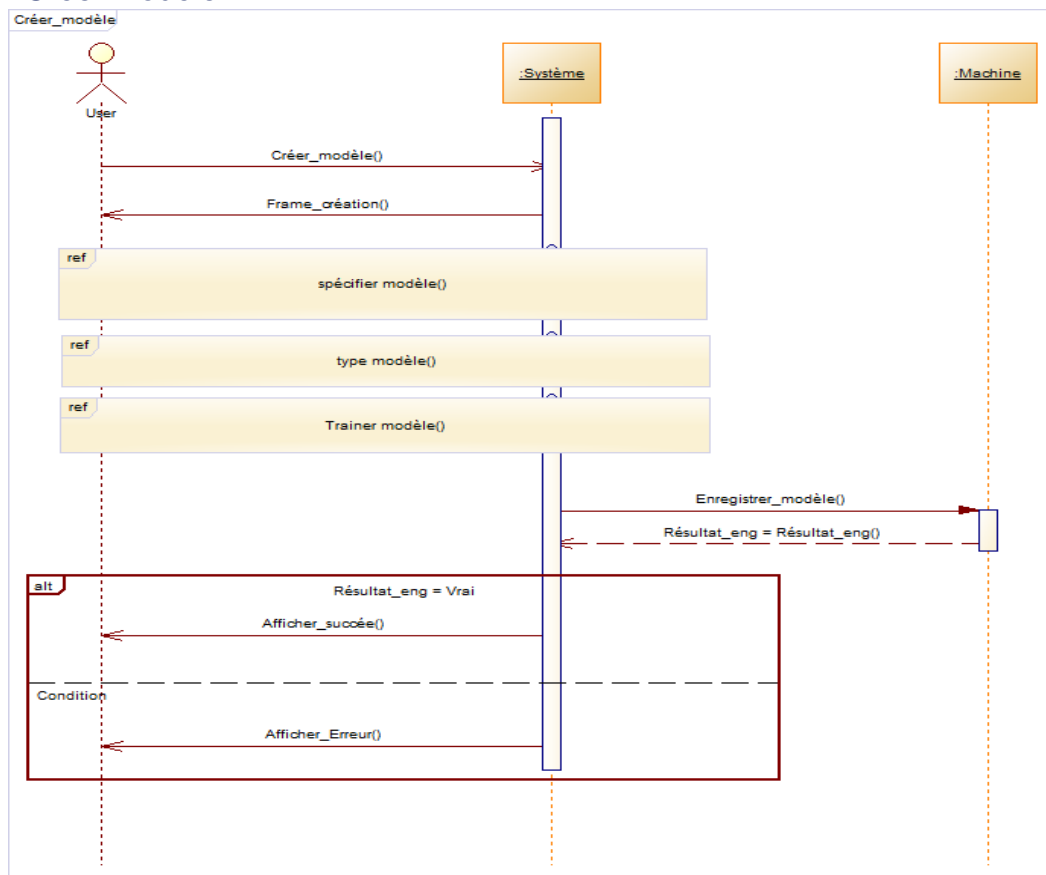 Créer_modèle
User
:Système
:Machine
Créer_modèle()
Frame_création()
ref
spécifier modèle()
ref
type modèle()
ref
Trainer modèle()
Enregistrer_modèle()
Résultat_eng = Résultat_eng()
alt
Résultat_eng = Vrai
Afficher_succée()
Condition
Afficher_Erreur()